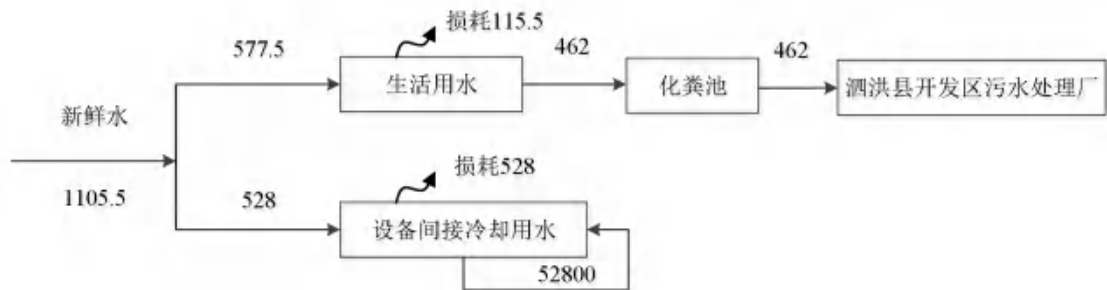 损耗115.5
577.5
462
462
生活用水
化粪池
泗洪县开发区污水处理厂
新鲜水
1105.5
损耗528
528
设备间接冷却用水
52800